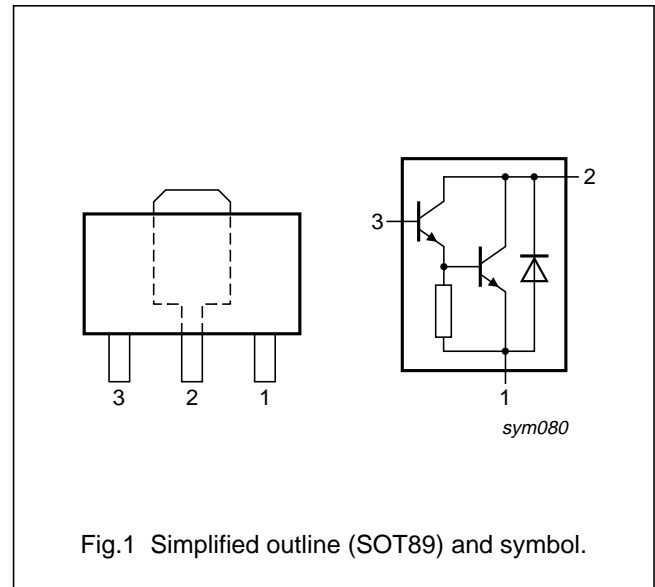 2
3
3 2 1
1
sym080
Fig.1 Simplified outline (SOT89) and symbol.